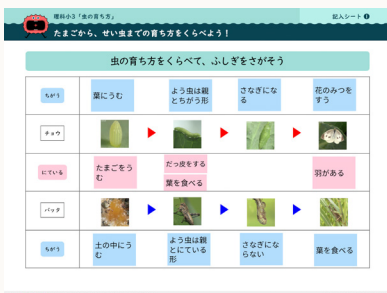 理科小3「虫の育ち方」
記入シート❶
たまごから、せい虫までの育ち方をくらべよう！
虫の育ち方をくらべて、ふしぎをさがそう
ちがう
葉にうむ
よう虫は親
とちがう形
さなぎにな
る
花のみつを
すう
チョウ
にている
たまごをう
む
だっ皮をする
葉を食べる
羽がある
バッタ
ちがう
土の中にう
む
よう虫は親
とにている
形
さなぎにな
らない
葉を食べる